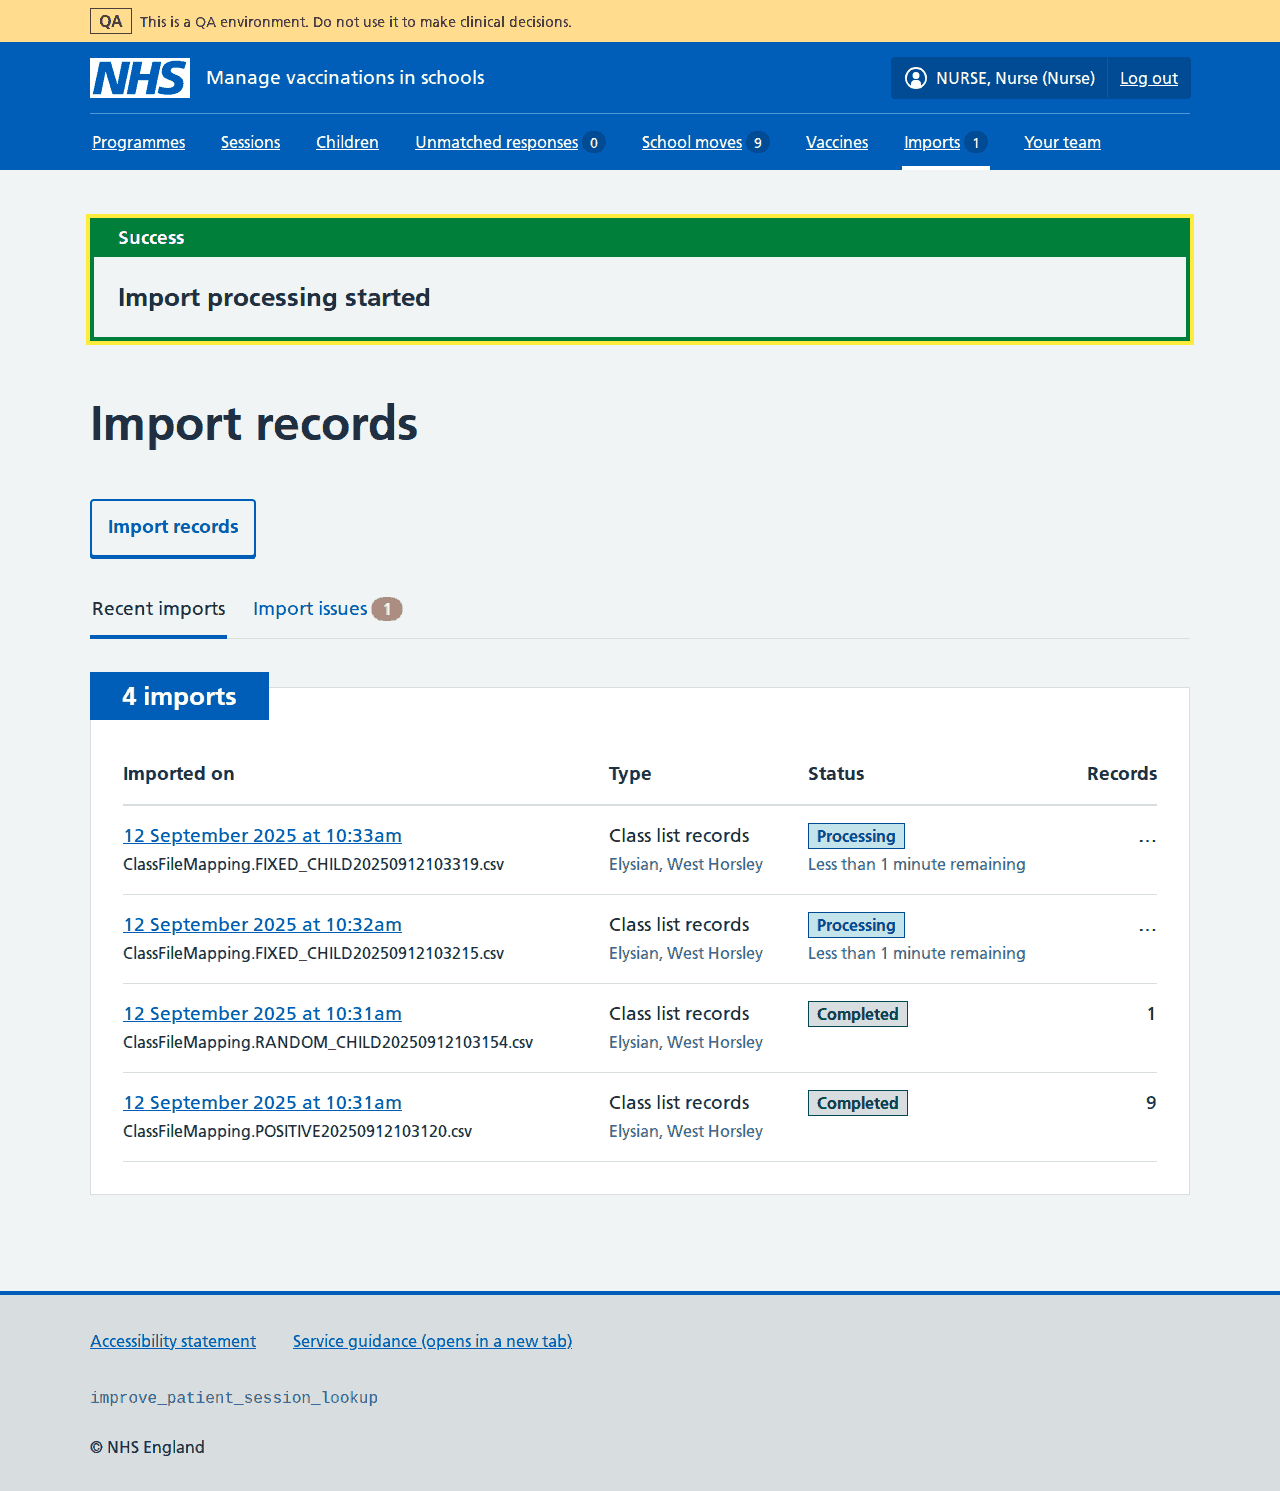 QA This is a QA environment. Do not use it to make clinical decisions.
NHS Manage vaccinations in schools NURSE, Nurse (Nurse) Log out
Programmes Sessions Children Unmatched responses 0 School moves 9 Vaccines Imports 1 Your team
Success
Import processing started
Import records
Import records
Recent imports Import issues 1
4 imports
Imported on Type Status Records
12 September 2025 at 10:33am Class list records Processing ...
ClassFileMapping.FIXED_CHILD20250912103319.csv Elysian, West Horsley Less than 1 minute remaining
12 September 2025 at 10:32am Class list records Processing ...
ClassFileMapping.FIXED_CHILD20250912103215.csv Elysian, West Horsley Less than 1 minute remaining
12 September 2025 at 10:31am Class list records Completed 1
ClassFileMapping.RANDOM_CHILD20250912103154.csv Elysian, West Horsley
12 September 2025 at 10:31am Class list records Completed 9
ClassFileMapping.POSITIVE20250912103120.csv Elysian, West Horsley
Accessibility statement Service guidance (opens in a new tab)
improve_patient_session_lookup
© NHS England